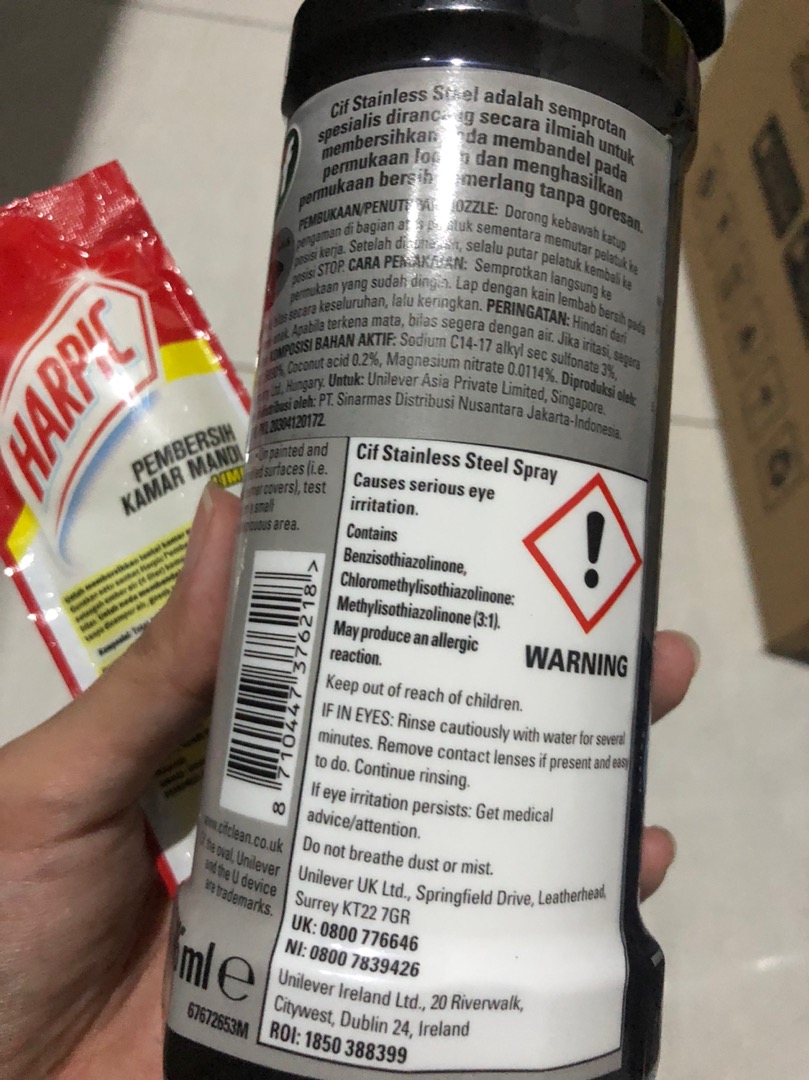 Cif Stainless Steel adalah semprotan
spesialis dirancang secara ilmiah untuk
membersihkan membandel pada
permukaan dan menghasilkan
permukaan bersih tanpa goresan.
NOZZLE: Dorong kebawah katup
pengaman di bagian sementara memutar pelatuk ke
posisi kerja. Setelah selalu putar pelatuk kembali ke
posisi STOP. CARA PEMAKAIAN: Semprotkan langsung ke
permukaan yang sudah dingin. Lap dengan kain lembab bersih pada
secara keseluruhan, lalu keringkan. PERINGATAN: Hindari dari
Apabila terkena mata, bilas segera dengan air. Jika iritasi, segera
KOMPOSISI BAHAN AKTIF: Sodium C14-17 alkyl sec sulfonate 3%,
Coconut acid 0.2%, Magnesium nitrate 0.0114%. Diproduksi oleh:
Ltd., Hungary. Untuk: Unilever Asia Private Limited, Singapore.
oleh: PT. Sinarmas Distribusi Nusantara Jakarta-Indonesia.
20304120172
painted and
surfaces (i.e.
covers), test
small
area.
Cif Stainless Steel Spray
Causes serious eye
irritation.
Contains
Benzisothiazolinone,
Chloromethylisothiazolinone:
Methylisothiazolinone (3:1).
May produce an allergic
reaction.
WARNING
Keep out of reach of children.
IF IN EYES: Rinse cautiously with water for several
minutes. Remove contact lenses if present and easy
to do. Continue rinsing.
If eye irritation persists: Get medical
advice/attention.
Do not breathe dust or mist.
Unilever UK Ltd., Springfield Drive, Leatherhead,
Surrey KT22 7GR
UK: 0800 776646
NI: 0800 7839426
Unilever Ireland Ltd., 20 Riverwalk,
Citywest, Dublin 24, Ireland
ROI: 1850 388399
8 710447 376218 >
www.cifclean.co.uk
the oval, Unilever
and the U device
are trademarks.
ml e
67672653M
HARPIC
PEMBERSIH
KAMAR MANDI